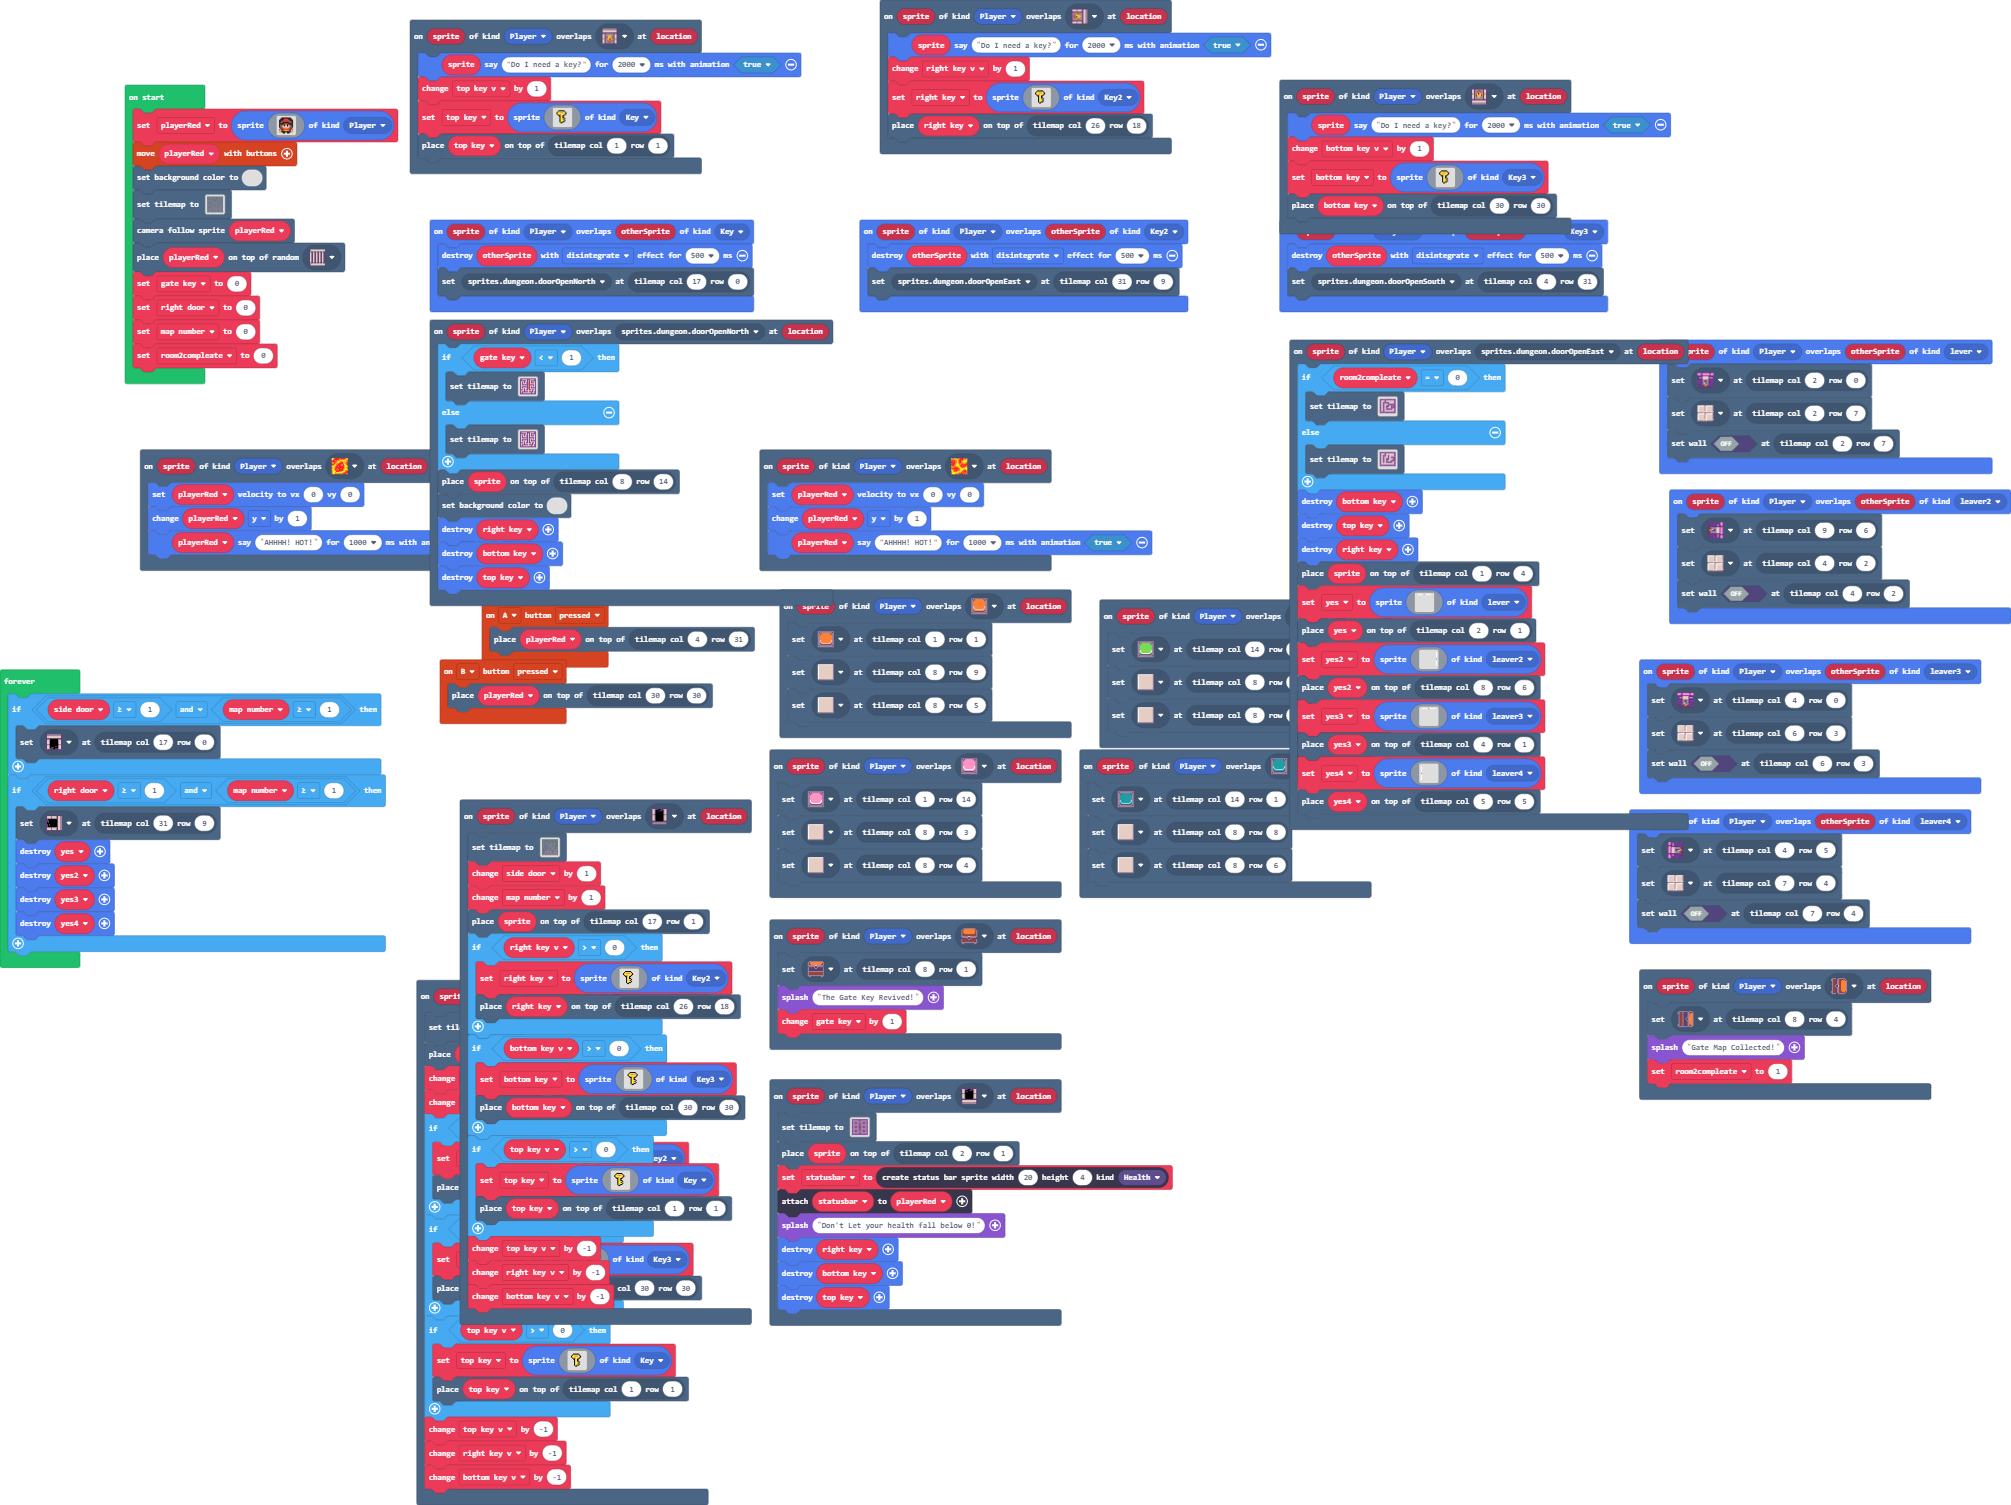 on start
set playerRed to sprite of kind Player
move playerRed with buttons
set background color to
set tilemap to
camera follow sprite playerRed
place playerRed on top of random
set gate key to 0
set right door to 0
set map number to 0
set room2compleate to 0
on sprite of kind Player overlaps at location
sprite say "Do I need a key?" for 2000 ms with animation true
change top key v by 1
set top key to sprite of kind Key
place top key on top of tilemap col 1 row 1
on sprite of kind Player overlaps at location
sprite say "Do I need a key?" for 2000 ms with animation true
change right key v by 1
set right key to sprite of kind Key2
place right key on top of tilemap col 26 row 18
on sprite of kind Player overlaps at location
sprite say "Do I need a key?" for 2000 ms with animation true
change bottom key v by 1
set bottom key to sprite of kind Key3
place bottom key on top of tilemap col 30 row 30
on sprite of kind Player overlaps otherSprite of kind Key
destroy otherSprite with disintegrate effect for 500 ms
set sprites.dungeon.doorOpenNorth at tilemap col 17 row 0
on sprite of kind Player overlaps otherSprite of kind Key2
destroy otherSprite with disintegrate effect for 500 ms
set sprites.dungeon.doorOpenEast at tilemap col 31 row 9
Key3
destroy otherSprite with disintegrate effect for 500 ms
set sprites.dungeon.doorOpenSouth at tilemap col 4 row 31
on sprite of kind Player overlaps sprites.dungeon.doorOpenNorth at location
if gate key < 1 then
set tilemap to
else
set tilemap to
place sprite on top of tilemap col 8 row 14
set background color to
destroy right key
destroy bottom key
destroy top key
on sprite of kind Player overlaps at location
set playerRed velocity to vx 0 vy 0
change playerRed y by 1
playerRed say "AHHHH! HOT!" for 1000 ms with an
on sprite of kind Player overlaps at location
set playerRed velocity to vx 0 vy 0
change playerRed y by 1
playerRed say "AHHHH! HOT!" for 1000 ms with animation true
on A button pressed
place playerRed on top of tilemap col 4 row 31
on B button pressed
place playerRed on top of tilemap col 30 row 30
forever
if side door ≥ 1 and map number ≥ 1 then
set at tilemap col 17 row 0
if right door ≥ 1 and map number ≥ 1 then
set at tilemap col 31 row 9
destroy yes
destroy yes2
destroy yes3
destroy yes4
on sprite of kind Player overlaps at location
set at tilemap col 1 row 1
set at tilemap col 8 row 9
set at tilemap col 8 row 5
on sprite of kind Player overlaps
set at tilemap col 14 row
set at tilemap col 8 row
set at tilemap col 8 row
on sprite of kind Player overlaps at location
set at tilemap col 1 row 14
set at tilemap col 8 row 3
set at tilemap col 8 row 4
on sprite of kind Player overlaps
set at tilemap col 14 row 1
set at tilemap col 8 row 8
set at tilemap col 8 row 6
on sprite of kind Player overlaps at location
set at tilemap col 8 row 1
splash "The Gate Key Revived!"
change gate key by 1
on sprite of kind Player overlaps at location
set tilemap to
place sprite on top of tilemap col 2 row 1
set statusbar to create status bar sprite width 20 height 4 kind Health
attach statusbar to playerRed
splash "Don't Let your health fall below 0!"
destroy right key
destroy bottom key
destroy top key
on sprite of kind Player overlaps sprites.dungeon.doorOpenEast at location
if room2compleate = 0 then
set tilemap to
else
set tilemap to
destroy bottom key
destroy top key
destroy right key
place sprite on top of tilemap col 1 row 4
set yes to sprite of kind lever
place yes on top of tilemap col 2 row 1
set yes2 to sprite of kind leaver2
place yes2 on top of tilemap col 8 row 6
set yes3 to sprite of kind leaver3
place yes3 on top of tilemap col 4 row 1
set yes4 to sprite of kind leaver4
place yes4 on top of tilemap col 5 row 5
of kind Player overlaps otherSprite of kind lever
set at tilemap col 2 row 0
set at tilemap col 2 row 7
set wall OFF at tilemap col 2 row 7
on sprite of kind Player overlaps otherSprite of kind leaver2
set at tilemap col 9 row 6
set at tilemap col 4 row 2
set wall OFF at tilemap col 4 row 2
on sprite of kind Player overlaps otherSprite of kind leaver3
set at tilemap col 4 row 0
set at tilemap col 6 row 3
set wall OFF at tilemap col 6 row 3
of kind Player overlaps otherSprite of kind leaver4
set at tilemap col 4 row 5
set at tilemap col 7 row 4
set wall OFF at tilemap col 7 row 4
on sprite of kind Player overlaps at location
set at tilemap col 8 row 4
splash "Gate Map Collected!"
set room2compleate to 1
on sprite of kind Player overlaps at location
set tilemap to
change side door by 1
change map number by 1
place sprite on top of tilemap col 17 row 1
if right key v > 0 then
set right key to sprite of kind Key2
place right key on top of tilemap col 26 row 18
if bottom key v > 0 then
set bottom key to sprite of kind Key3
place bottom key on top of tilemap col 30 row 30
if top key v > 0 then
set top key to sprite of kind Key
place top key on top of tilemap col 1 row 1
change top key v by -1
change right key v by -1
change bottom key v by -1
on
set
place
change
change
if
set
place
if
set of kind Key3
place col 30 row 30
if top key v > 0 then
set top key to sprite of kind Key
place top key on top of tilemap col 1 row 1
change top key v by -1
change right key v by -1
change bottom key v by -1